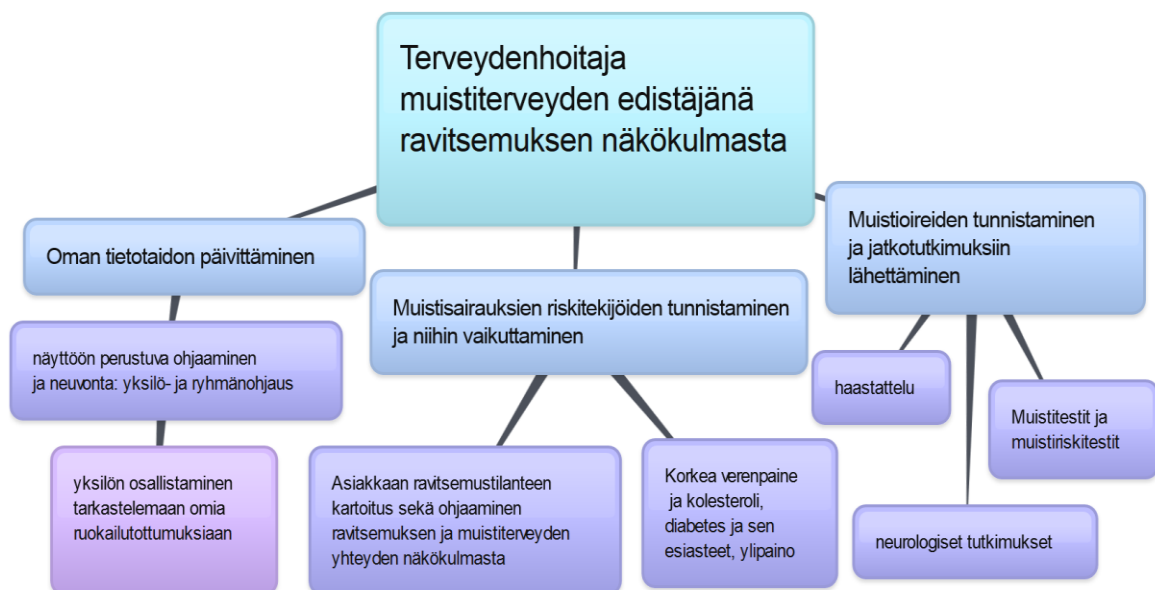 Terveydenhoitaja
muistiterveyden edistäjänä
ravitsemuksen näkökulmasta
Oman tietotaidon päivittäminen
näyttöön perustuva ohjaaminen
ja neuvonta: yksilö- ja ryhmänohjaus
yksilön osallistaminen
tarkastelemaan omia
ruokailutottumuksiaan
Muistisairauksien riskitekijöiden tunnistaminen
ja niihin vaikuttaminen
Asiakkaan ravitsemustilanteen
kartoitus sekä ohjaaminen
ravitsemuksen ja muistiterveyden
yhteyden näkökulmasta
Korkea verenpaine
ja kolesteroli,
diabetes ja sen
esiasteet, ylipaino
Muistioireiden tunnistaminen
ja jatkotutkimuksiin
lähettäminen
haastattelu
neurologiset tutkimukset
Muistitestit ja
muistiriskitestit